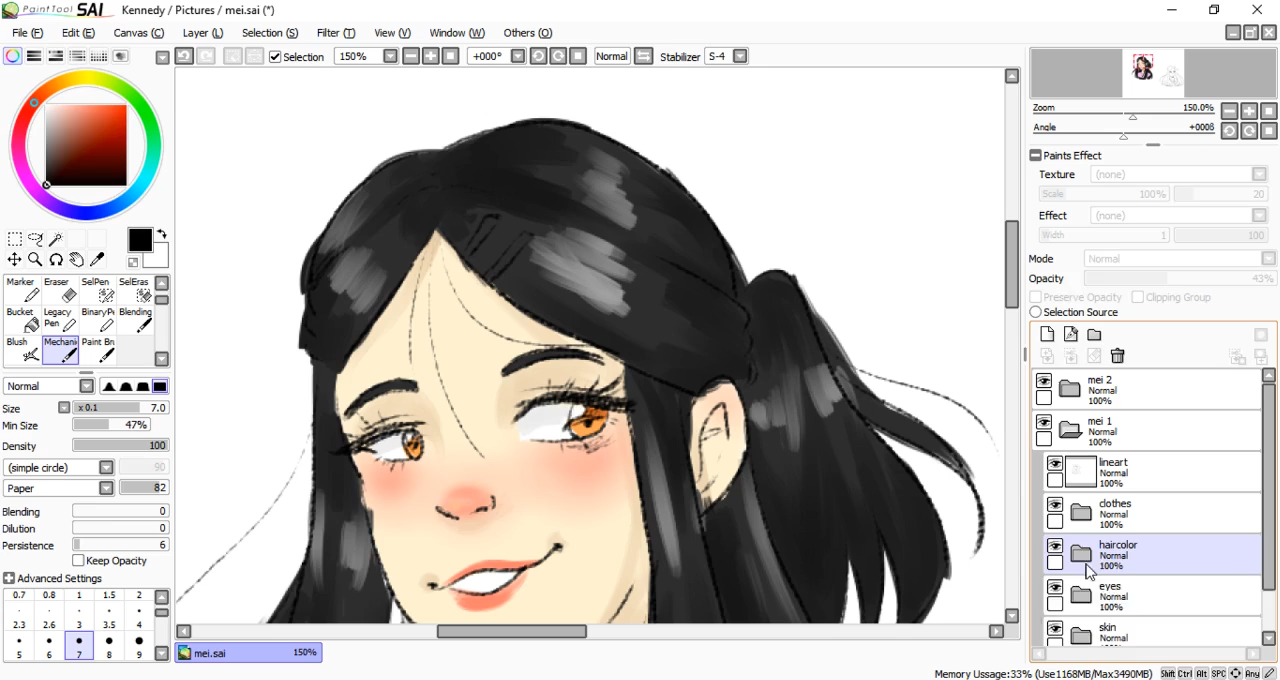 PaintTool SAI Kennedy / Pictures / mei.sai (*)
File (F) Edit (E) Canvas (C) Layer (L) Selection (S) Filter (T) View (V) Window (W) Others (O)
Selection 150% +000° Normal Stabilizer S-4
Zoom 150.0%
Angle +000ß
Paints Effect
Texture (none)
Scale 100% 20
Effect (none)
Width 1 100
Mode Normal
Opacity 43%
Preserve Opacity Clipping Group
Selection Source
Marker Eraser SelPen SelEras
Bucket Legacy Pen BinaryPe Blending
Blush Mechani Paint Bru
Normal
Size x 0.1 7.0
Min Size 47%
Density 100
(simple circle) 90
Paper 82
Blending 0
Dilution 0
Persistence 6
Keep Opacity
Advanced Settings
0.7 0.8 1 1.5 2
2.3 2.6 3 3.5 4
5 6 7 8 9
mei 2
Normal
100%
mei 1
Normal
100%
lineart
Normal
100%
clothes
Normal
100%
haircolor
Normal
100%
eyes
Normal
100%
skin
Normal
mei.sai 150%
Memory Ussage:33% (Use1168MB/Max3490MB) Shift Ctrl Alt SPC Any